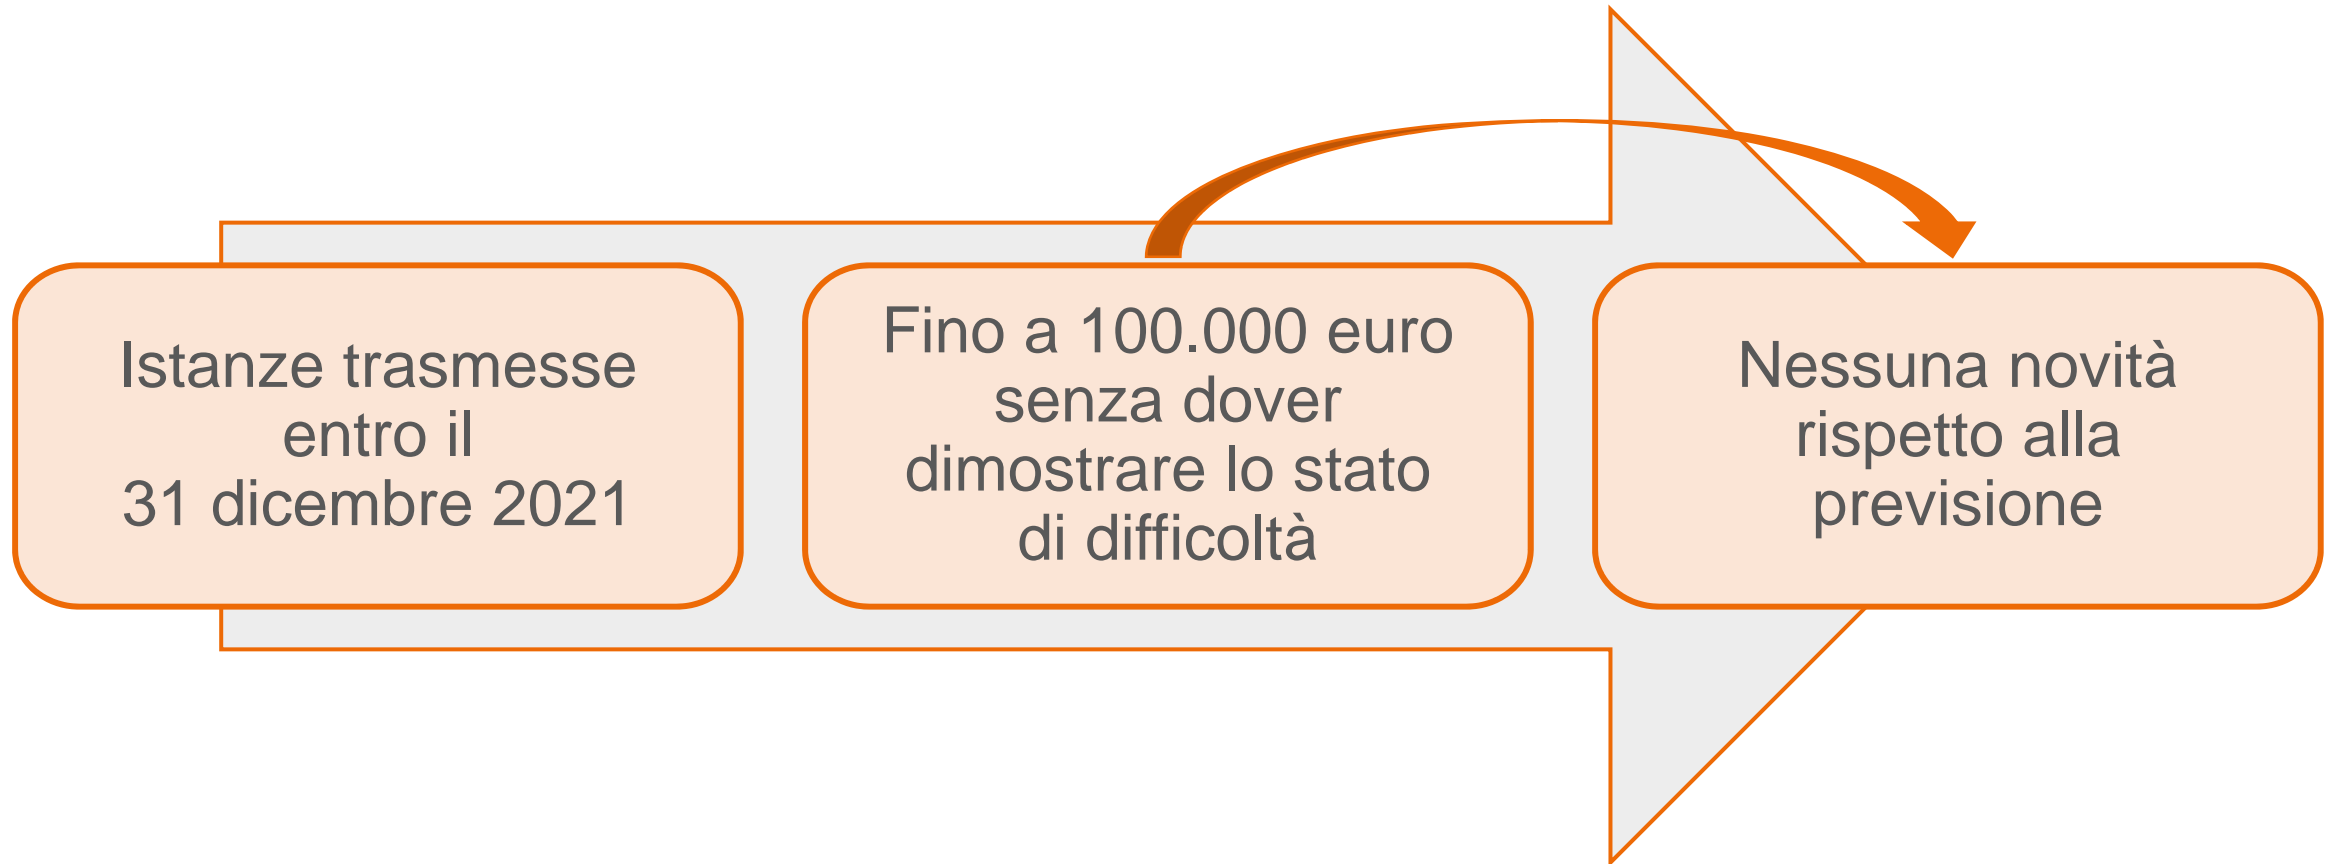 Istanze trasmesse
entro il
31 dicembre 2021
Fino a 100.000 euro
senza dover
dimostrare lo stato
di difficoltà
Nessuna novità
rispetto alla
previsione